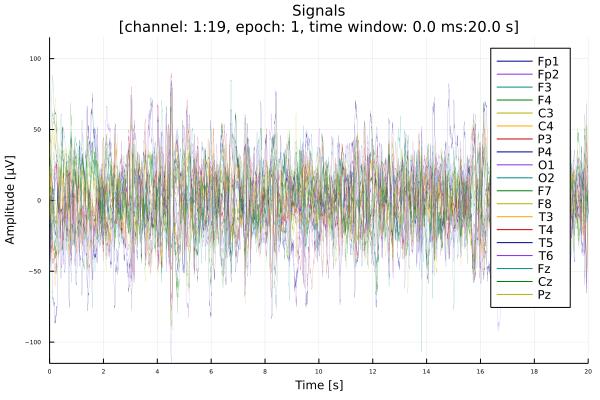 Signals
[channel: 1:19, epoch: 1, time window: 0.0 ms:20.0 s]
Amplitude [μV]
100
50
0
−50
−100
Fp1
Fp2
F3
F4
C3
C4
P3
P4
O1
O2
F7
F8
T3
T4
T5
T6
Fz
Cz
Pz
0 2 4 6 8 10 12 14 16 18 20
Time [s]